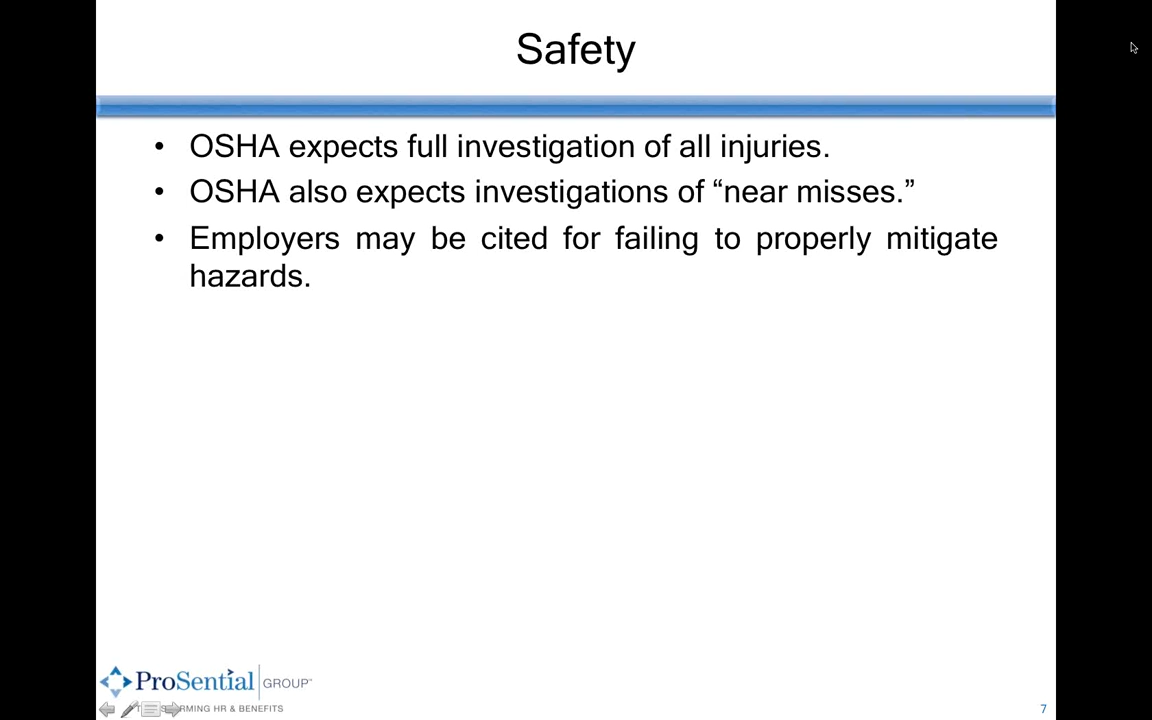 Safety
• OSHA expects full investigation of all injuries.
• OSHA also expects investigations of “near misses.”
• Employers may be cited for failing to properly mitigate
hazards.
ProSential GROUP
RMING HR & BENEFITS
7